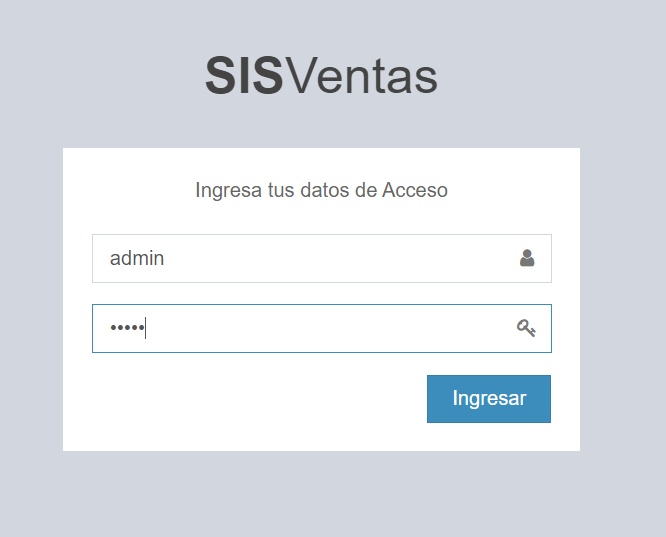 SISVentas
Ingresa tus datos de Acceso
admin
•••••
Ingresar